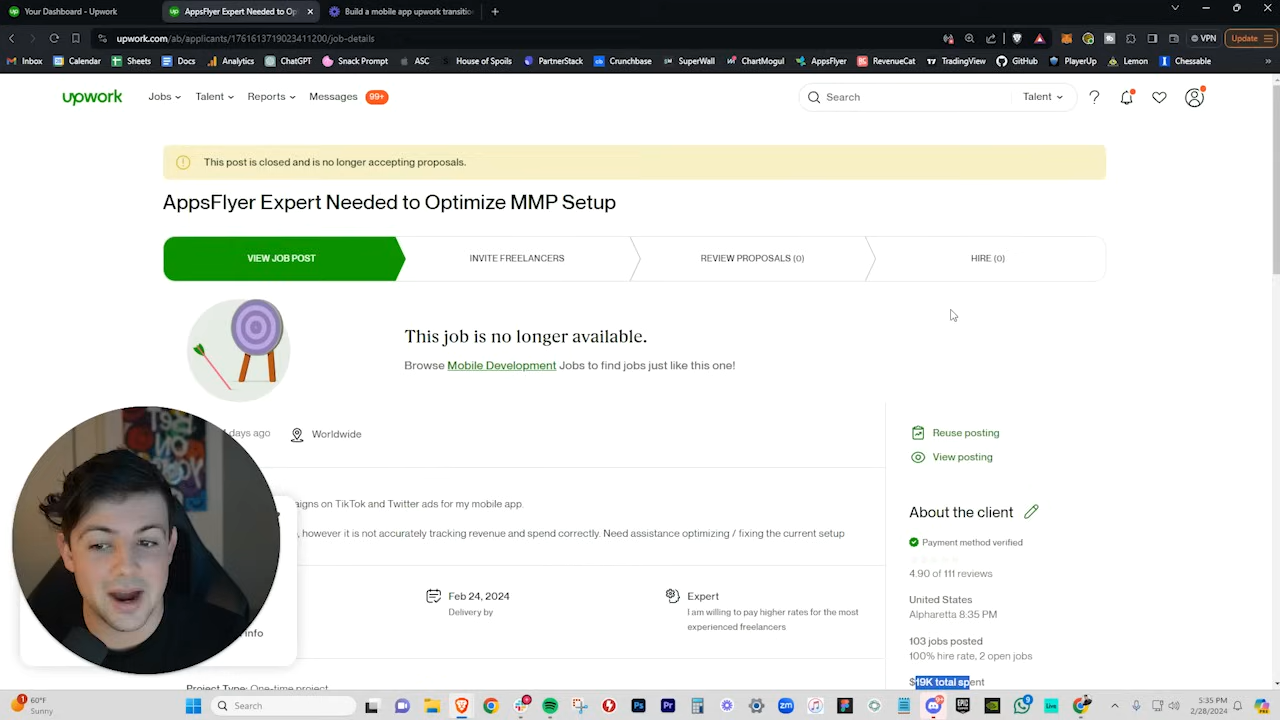 Your Dashboard - Upwork
AppsFlyer Expert Needed to Op
Build a mobile app upwork transitio
upwork.com/ab/applicants/1761613719023411200/job-details
VPN
Update
Inbox
Calendar
Sheets
Docs
Analytics
ChatGPT
Snack Prompt
ASC
House of Spoils
PartnerStack
Crunchbase
SuperWall
ChartMogul
AppsFlyer
RevenueCat
TradingView
GitHub
PlayerUp
Lemon
Chessable
upwork
Jobs
Talent
Reports
Messages
99+
Search
Talent
This post is closed and is no longer accepting proposals.
AppsFlyer Expert Needed to Optimize MMP Setup
VIEW JOB POST
INVITE FREELANCERS
REVIEW PROPOSALS (0)
HIRE (0)
This job is no longer available.
Browse Mobile Development Jobs to find jobs just like this one!
days ago
Worldwide
Reuse posting
View posting
aigns on TikTok and Twitter ads for my mobile app.
, however it is not accurately tracking revenue and spend correctly. Need assistance optimizing / fixing the current setup
About the client
Payment method verified
4.90 of 111 reviews
United States
Alpharetta 8:35 PM
103 jobs posted
100% hire rate, 2 open jobs
$19K total spent
Feb 24, 2024
Delivery by
Expert
I am willing to pay higher rates for the most
experienced freelancers
info
Project Type: One-time project
60°F
Sunny
Search
5:35 PM
2/28/2024